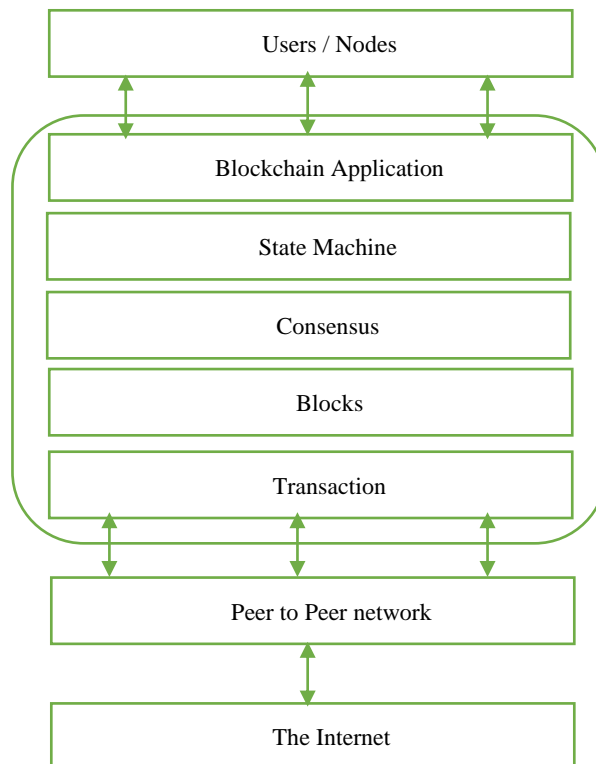 Users / Nodes
Blockchain Application
State Machine
Consensus
Blocks
Transaction
Peer to Peer network
The Internet